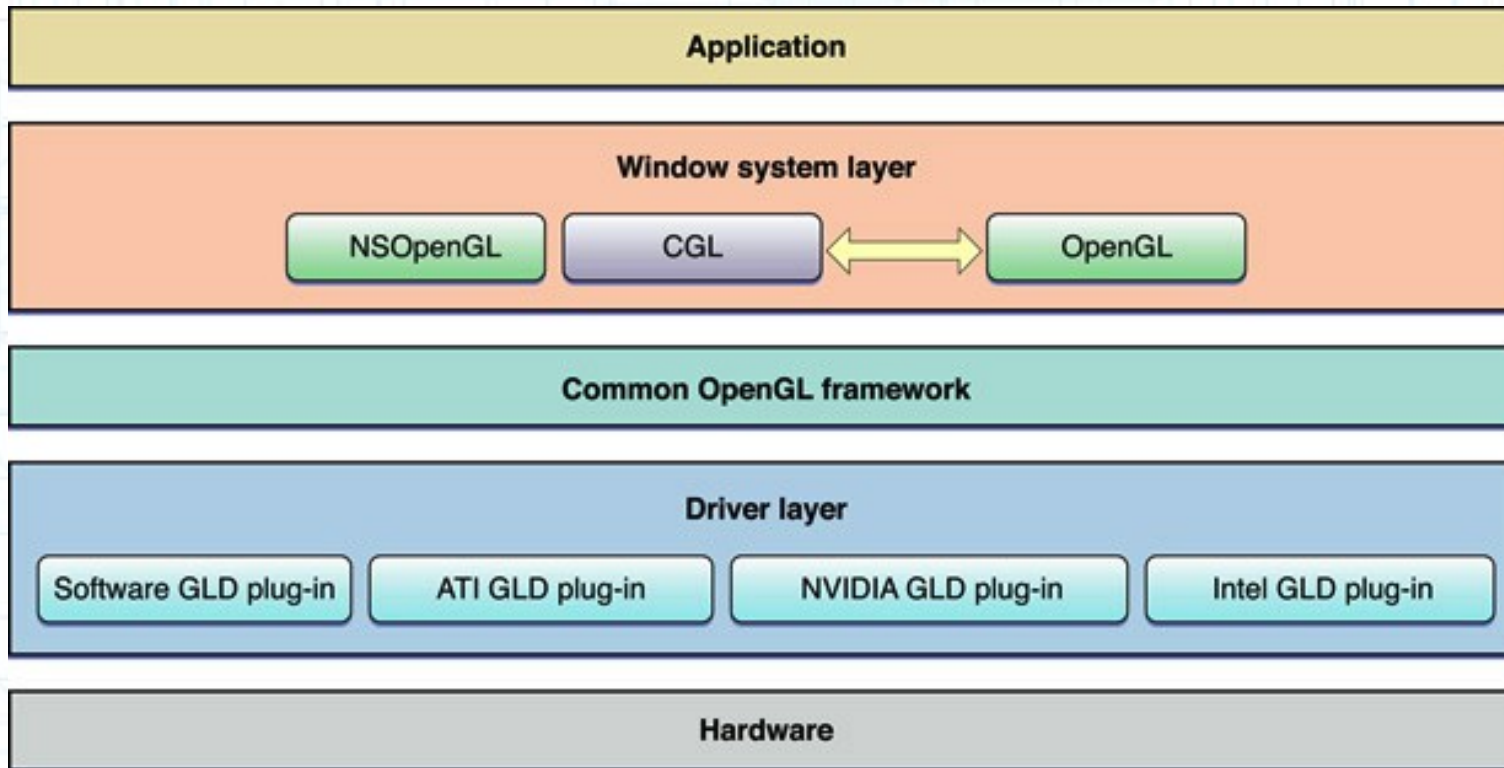 Application
Window system layer
NSOpenGL CGL OpenGL
Common OpenGL framework
Driver layer
Software GLD plug-in ATI GLD plug-in NVIDIA GLD plug-in Intel GLD plug-in
Hardware